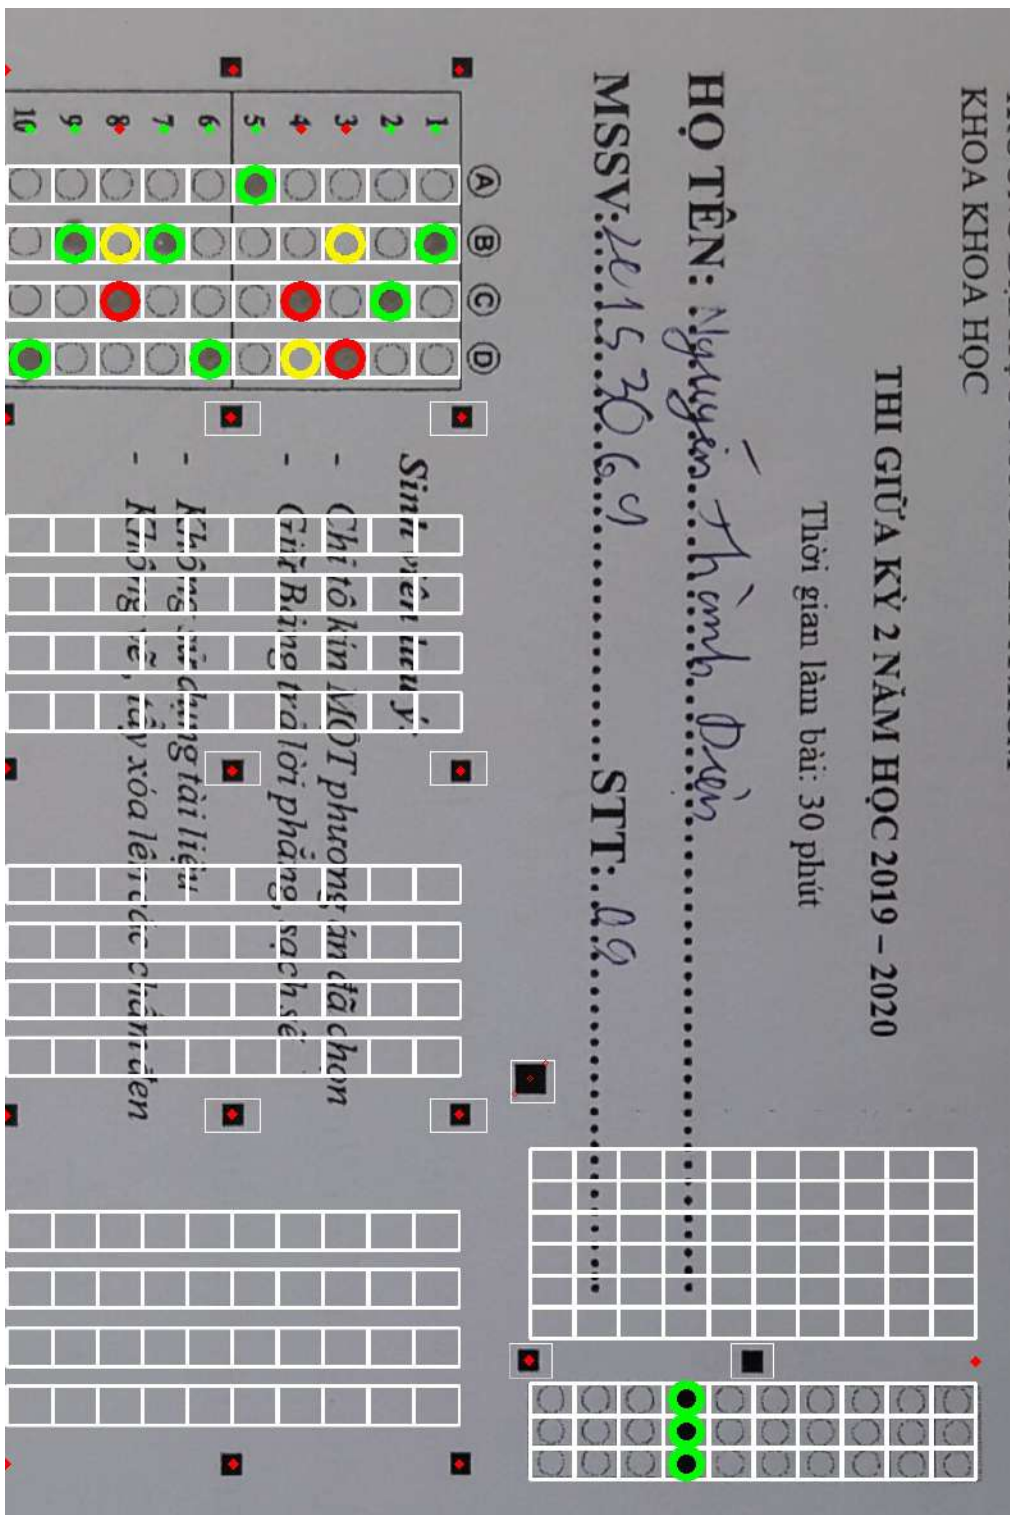 KHOA KHOA HỌC
THI GIỮA KỲ 2 NĂM HỌC 2019 – 2020
Thời gian làm bài: 30 phút
HỌ TÊN: Nguyễn Thành Diện
MSSV: STT: 09
A B C D
1
2
3
4
5
6
7
8
9
10
Sinh viên lưu ý:
- Chỉ tô kín MỘT phương án đã chọn
- Giữ Bảng trả lời phẳng, sạch sẽ
- Không sử dụng tài liệu
- Không vẽ, tẩy xóa lên các chấm đen